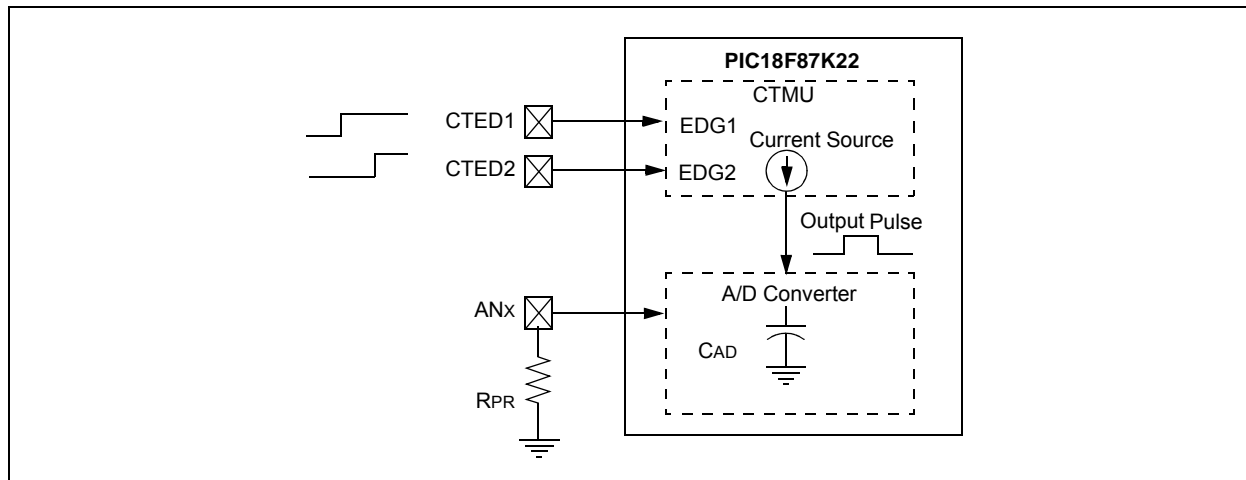 PIC18F87K22
CTMU
CTED1
EDG1
Current Source
CTED2
EDG2
Output Pulse
A/D Converter
ANX
CAD
RPR